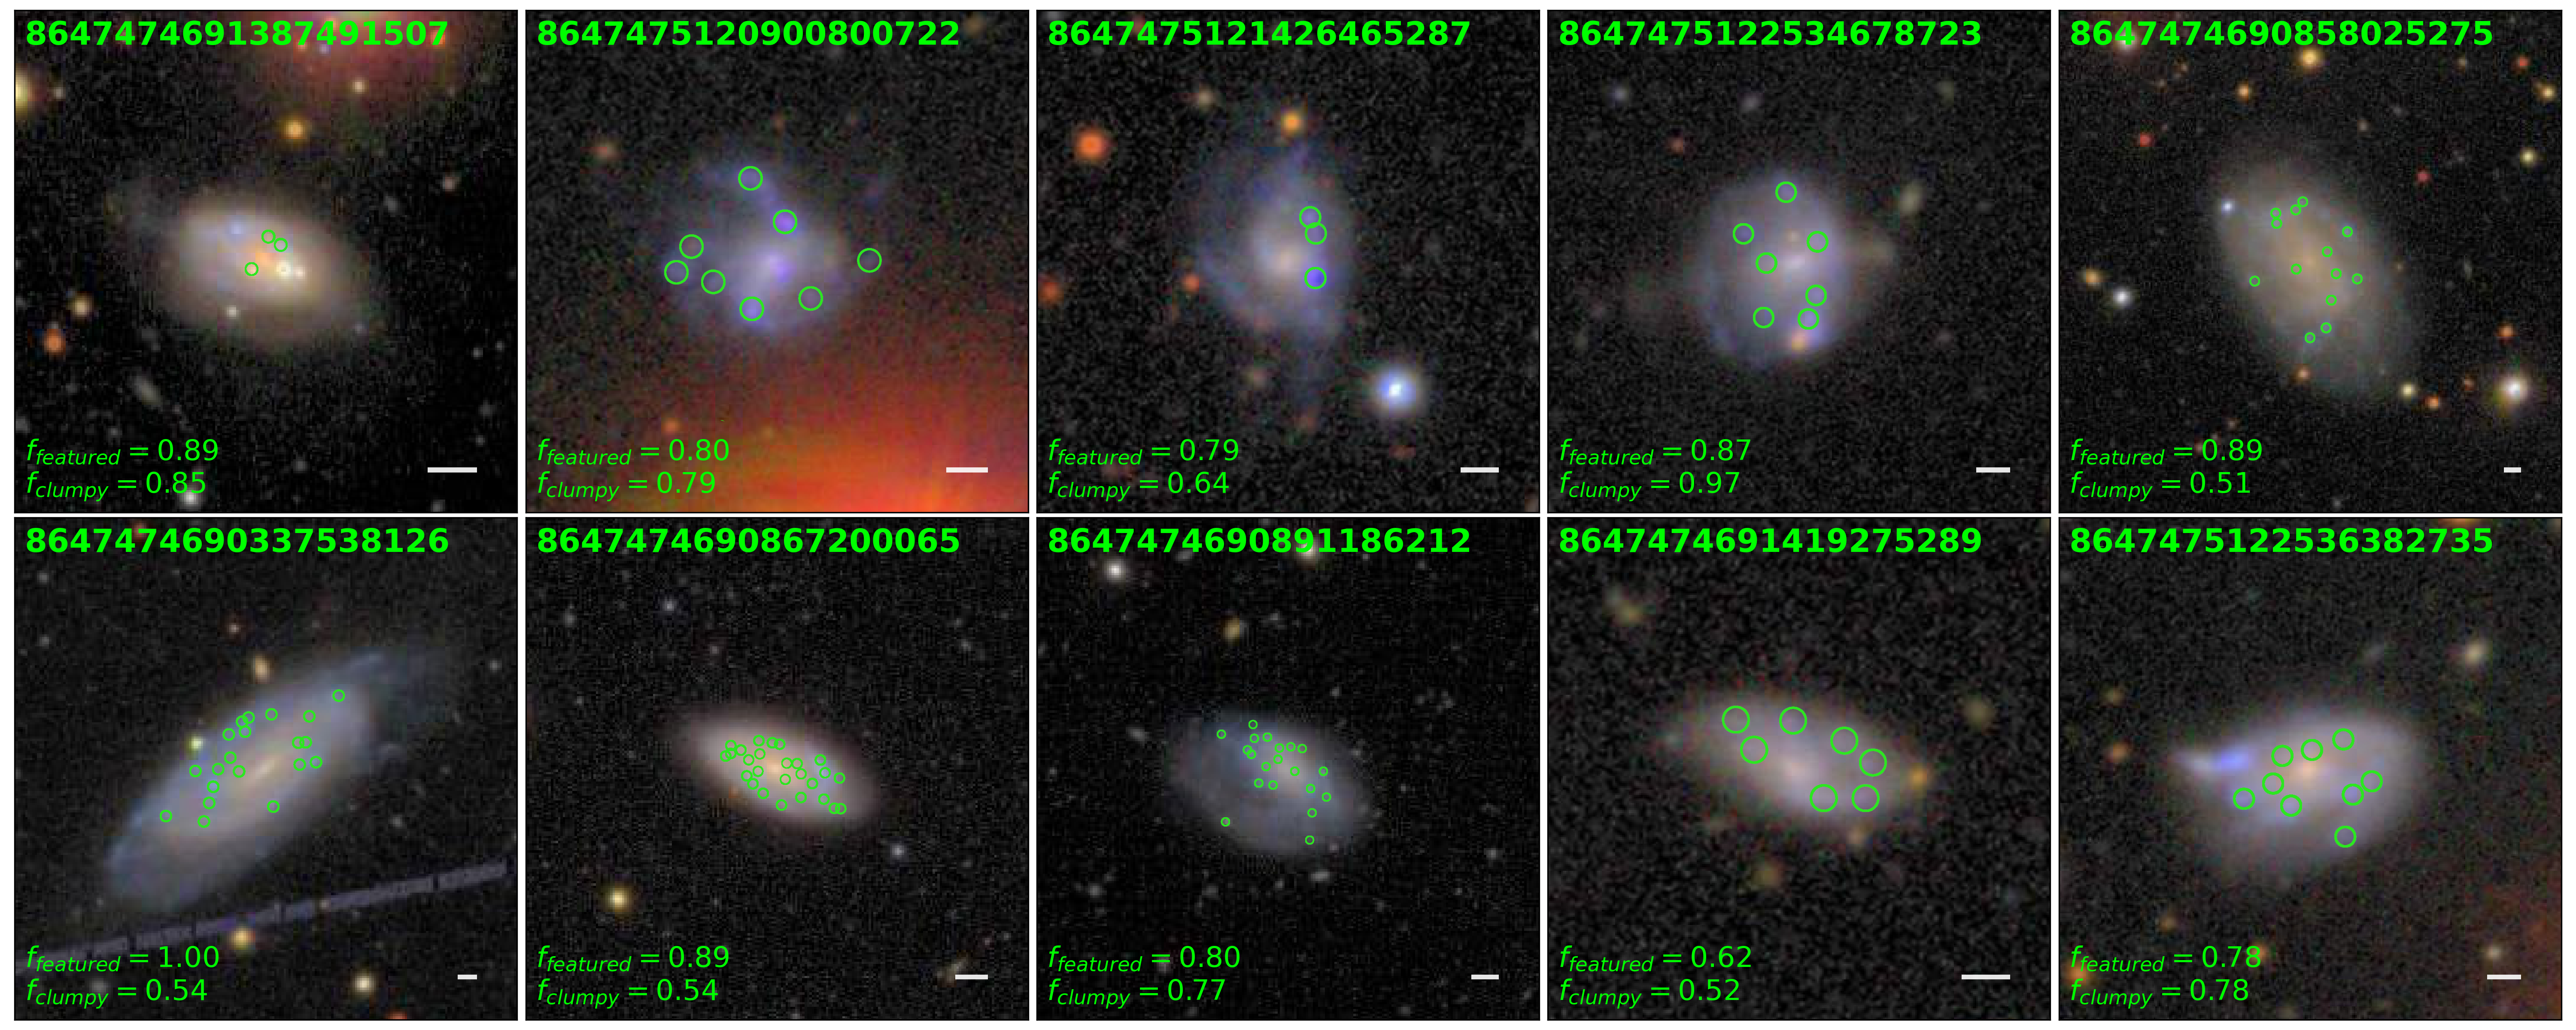 8647474691387491507
f_featured = 0.89
f_clumpy = 0.85
8647475120900800722
f_featured = 0.80
f_clumpy = 0.79
8647475121426465287
f_featured = 0.79
f_clumpy = 0.64
8647475122534678723
f_featured = 0.87
f_clumpy = 0.97
8647474690858025275
f_featured = 0.89
f_clumpy = 0.51
8647474690337538126
f_featured = 1.00
f_clumpy = 0.54
8647474690867200065
f_featured = 0.89
f_clumpy = 0.54
8647474690891186212
f_featured = 0.80
f_clumpy = 0.77
8647474691419275289
f_featured = 0.62
f_clumpy = 0.52
8647475122536382735
f_featured = 0.78
f_clumpy = 0.78